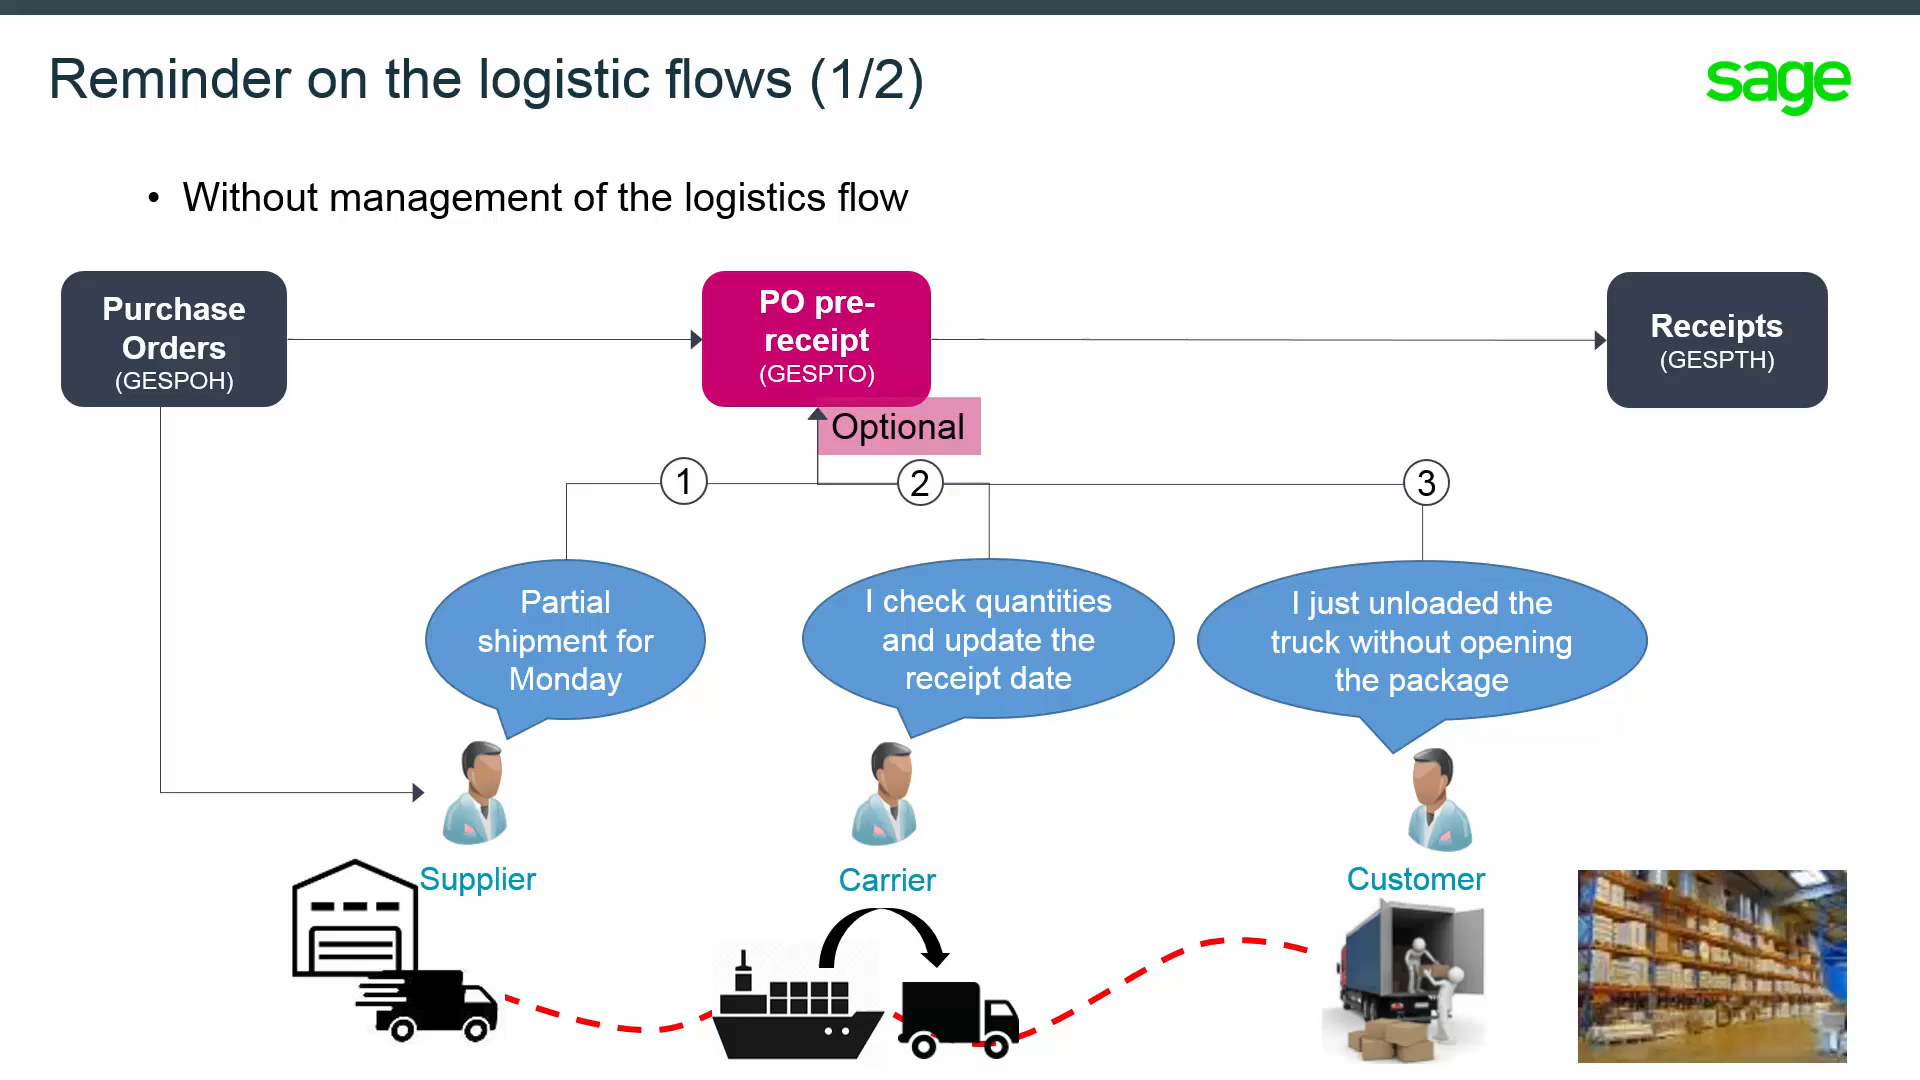 Reminder on the logistic flows (1/2)
sage
• Without management of the logistics flow
Purchase
Orders
(GESPOH)
PO pre-
receipt
(GESPTO)
Receipts
(GESPTH)
Optional
1
2
3
Partial
shipment for
Monday
I check quantities
and update the
receipt date
I just unloaded the
truck without opening
the package
Supplier
Carrier
Customer